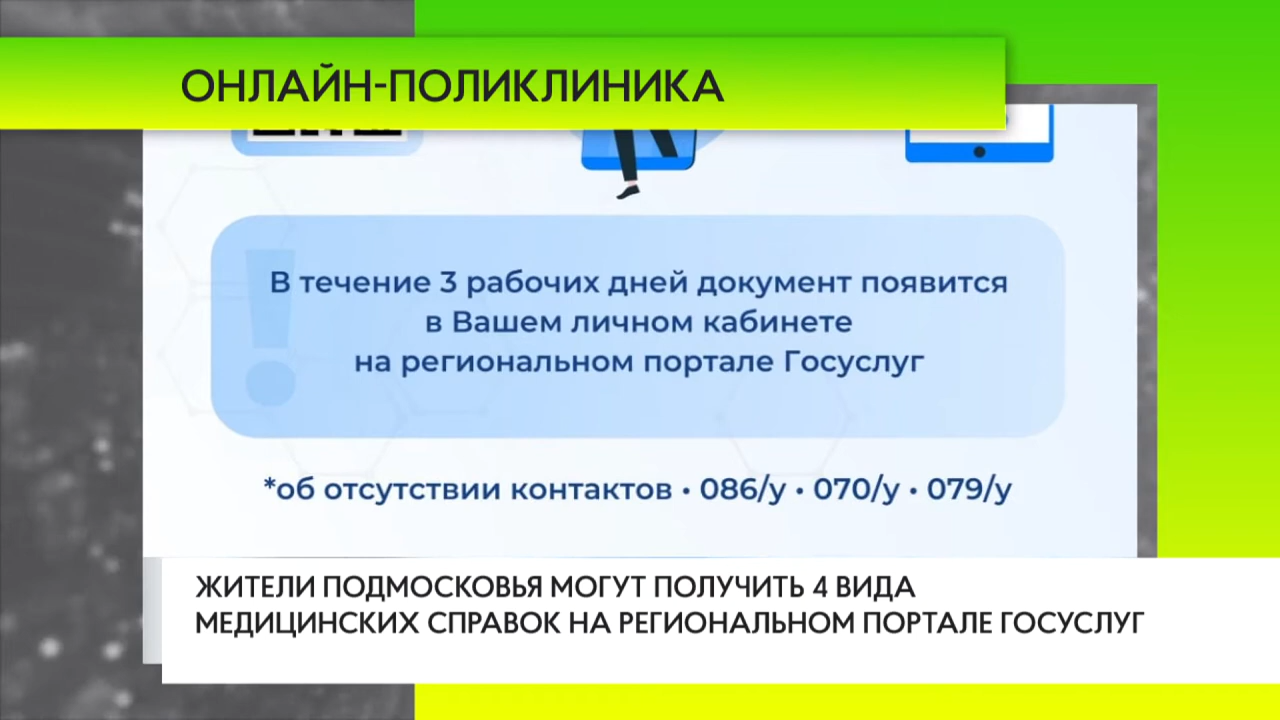 ОНЛАЙН-ПОЛИКЛИНИКА
В течение 3 рабочих дней документ появится
в Вашем личном кабинете
на региональном портале Госуслуг
*об отсутствии контактов • 086/у • 070/у • 079/у
ЖИТЕЛИ ПОДМОСКОВЬЯ МОГУТ ПОЛУЧИТЬ 4 ВИДА
МЕДИЦИНСКИХ СПРАВОК НА РЕГИОНАЛЬНОМ ПОРТАЛЕ ГОСУСЛУГ